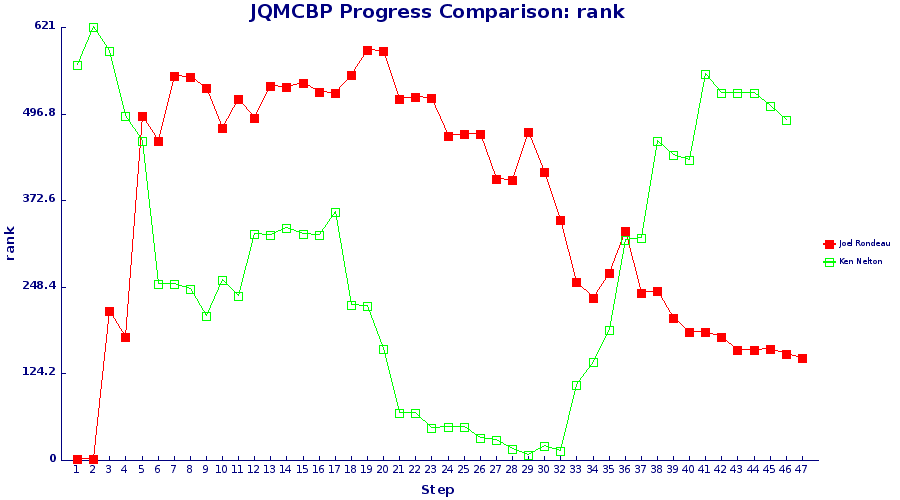 JQMCBP Progress Comparison: rank
621
496.8
372.6
248.4
124.2
0
rank
1 2 3 4 5 6 7 8 9 10 11 12 13 14 15 16 17 18 19 20 21 22 23 24 25 26 27 28 29 30 31 32 33 34 35 36 37 38 39 40 41 42 43 44 45 46 47
Step
Joel Rondeau
Ken Nelton